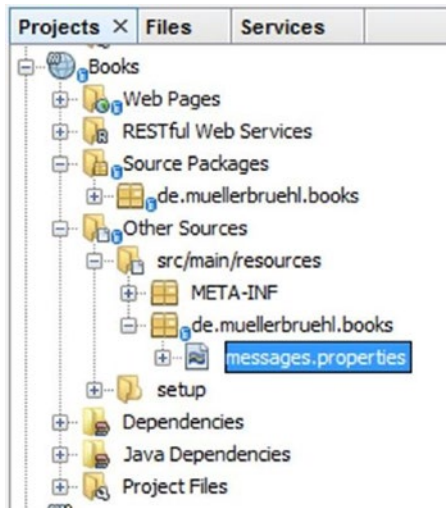 Projects × Files Services
Books
Web Pages
RESTful Web Services
Source Packages
de.muellerbruehl.books
Other Sources
src/main/resources
META-INF
de.muellerbruehl.books
messages.properties
setup
Dependencies
Java Dependencies
Project Files